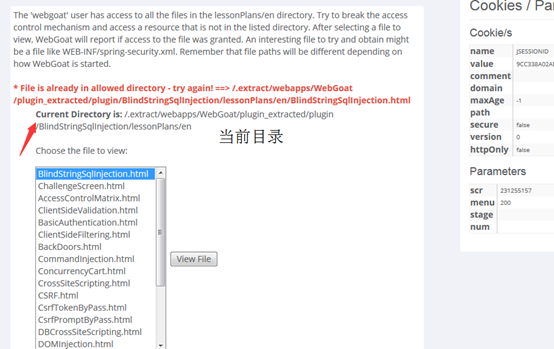 The 'webgoat' user has access to all the files in the lessonPlans/en directory. Try to break the access
control mechanism and access a resource that is not in the listed directory. After selecting a file to
view, WebGoat will report if access to the file was granted. An interesting file to try and obtain might
be a file like WEB-INF/spring-security.xml. Remember that file paths will be different depending on
how WebGoat is started.
* File is already in allowed directory - try again! ==> /.extract/webapps/WebGoat
/plugin_extracted/plugin/BlindStringSqlInjection/lessonPlans/en/BlindStringSqlInjection.html
Current Directory is: /.extract/webapps/WebGoat/plugin_extracted/plugin
/BlindStringSqlInjection/lessonPlans/en
当前目录
Choose the file to view:
BlindStringSqlInjection.html
ChallengeScreen.html
AccessControlMatrix.html
ClientSideValidation.html
BasicAuthentication.html
ClientSideFiltering.html
BackDoors.html
CommandInjection.html
ConcurrencyCart.html
CrossSiteScripting.html
CSRF.html
CsrfTokenByPass.html
CsrfPromptByPass.html
DBCrossSiteScripting.html
DOMInjection.html
View File
Cookies / Par
Cookie/s
name JSESSIONID
value 9CC338A02A
comment
domain
maxAge -1
path
secure false
version 0
httpOnly false
Parameters
scr 231255157
menu 200
stage
num